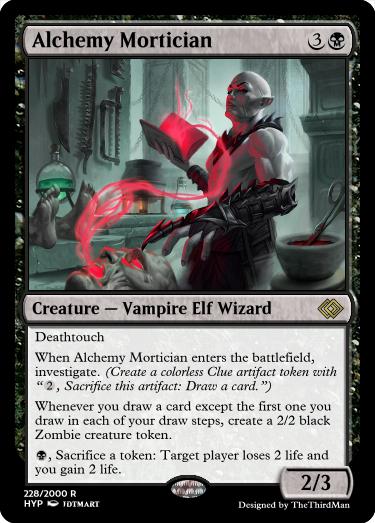 Alchemy Mortician 3
Creature — Vampire Elf Wizard
Deathtouch
When Alchemy Mortician enters the battlefield,
investigate. (Create a colorless Clue artifact token with
“2, Sacrifice this artifact: Draw a card.”)
Whenever you draw a card except the first one you
draw in each of your draw steps, create a 2/2 black
Zombie creature token.
, Sacrifice a token: Target player loses 2 life and
you gain 2 life.
2/3
228/2000 R
HYP
Designed by TheThirdMan